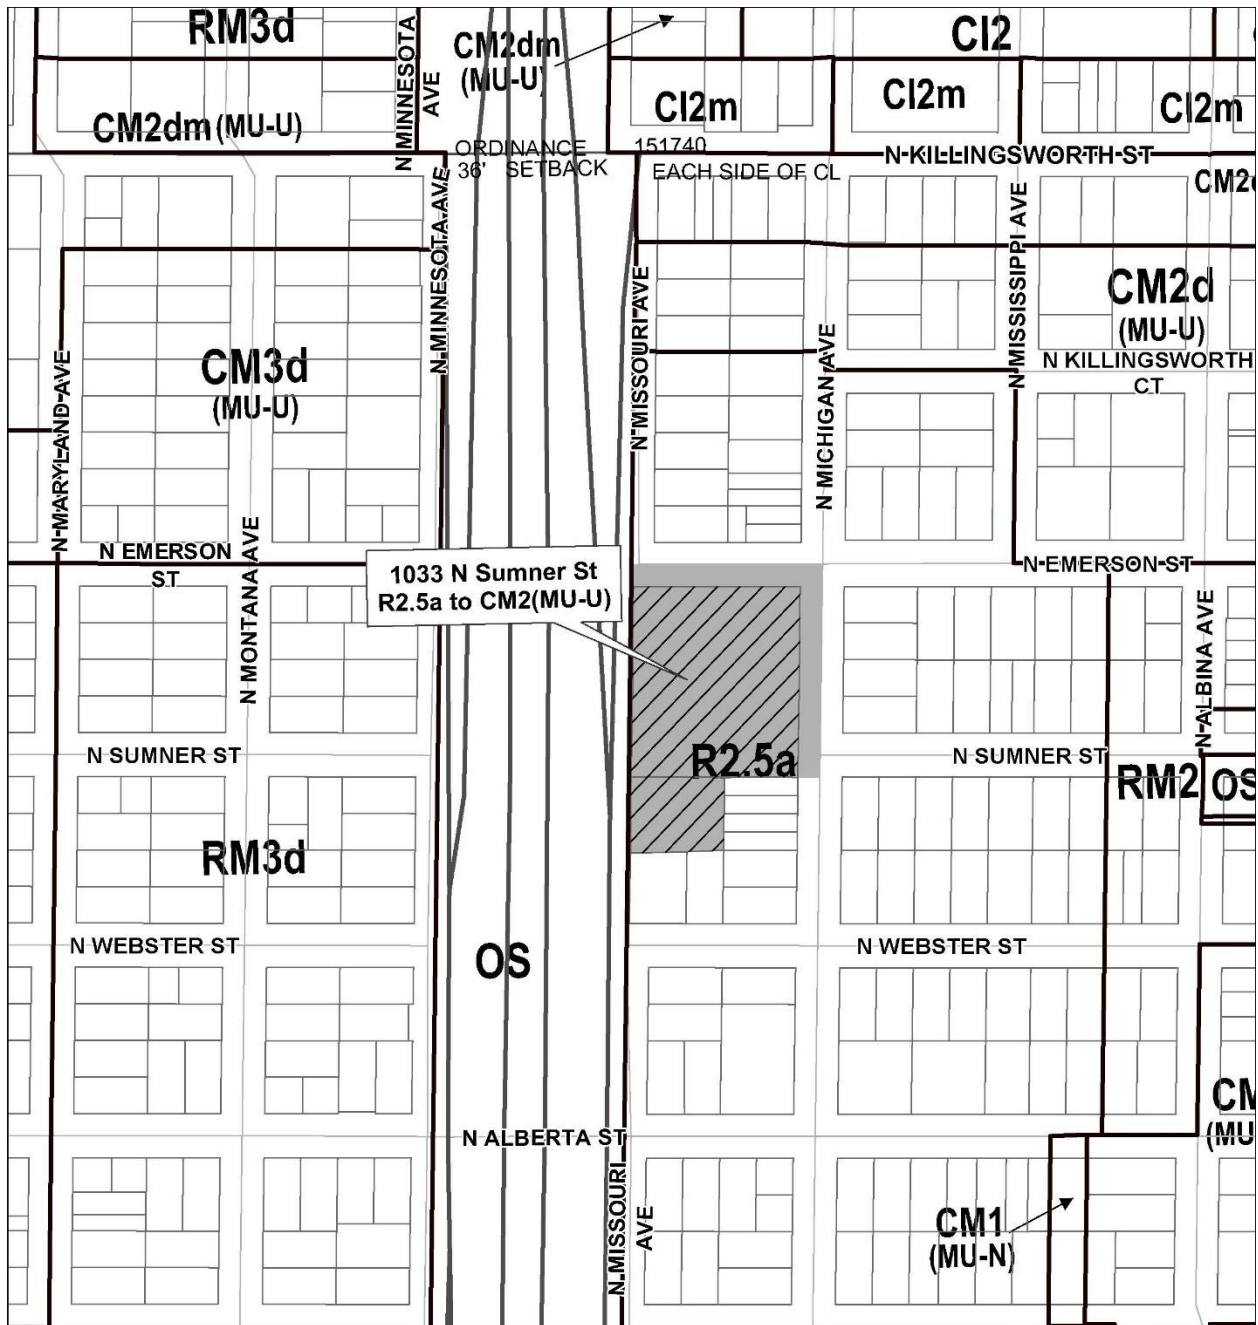 RM3d
N MINNESOTA
AVE
CM2dm
(MU-U)
CI2
CM2dm (MU-U)
CI2m
CI2m
CI2m
ORDINANCE 151740
36' SETBACK EACH SIDE OF CL
N KILLINGSWORTH ST
N MINNESOTA AVE
N MISSISSIPPI AVE
N MISSOURI AVE
CM2d
(MU-U)
N MICHIGAN AVE
N KILLINGSWORTH
CT
CM3d
(MU-U)
N MARYLAND AVE
N EMERSON
ST
N MONTANA AVE
1033 N Sumner St
R2.5a to CM2(MU-U)
N EMERSON ST
N ALBINA AVE
N SUMNER ST
R2.5a
N SUMNER ST
RM2
OS
RM3d
N WEBSTER ST
OS
N WEBSTER ST
CM
(MU
N ALBERTA ST
N MISSOURI
AVE
CM1
(MU-N)